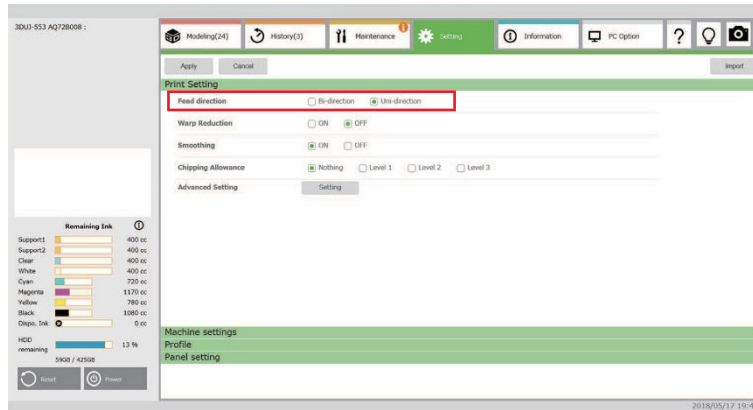 3DUJ-553 AQ72B008 :
Modeling(24) History(3) Maintenance Setting Information PC Option ?
Apply Cancel Import
Print Setting
Feed direction Bi-direction Uni-direction
Warp Reduction ON OFF
Smoothing ON OFF
Chipping Allowance Nothing Level 1 Level 2 Level 3
Advanced Setting Setting
Remaining Ink
Support1 400 cc
Support2 400 cc
Clear 400 cc
White 400 cc
Cyan 720 cc
Magenta 1170 cc
Yellow 780 cc
Black 1080 cc
Dispo. Ink 0 cc
HDD remaining 13 %
59GB / 425GB
Reset Power
Machine settings
Profile
Panel setting
2018/05/17 19:4